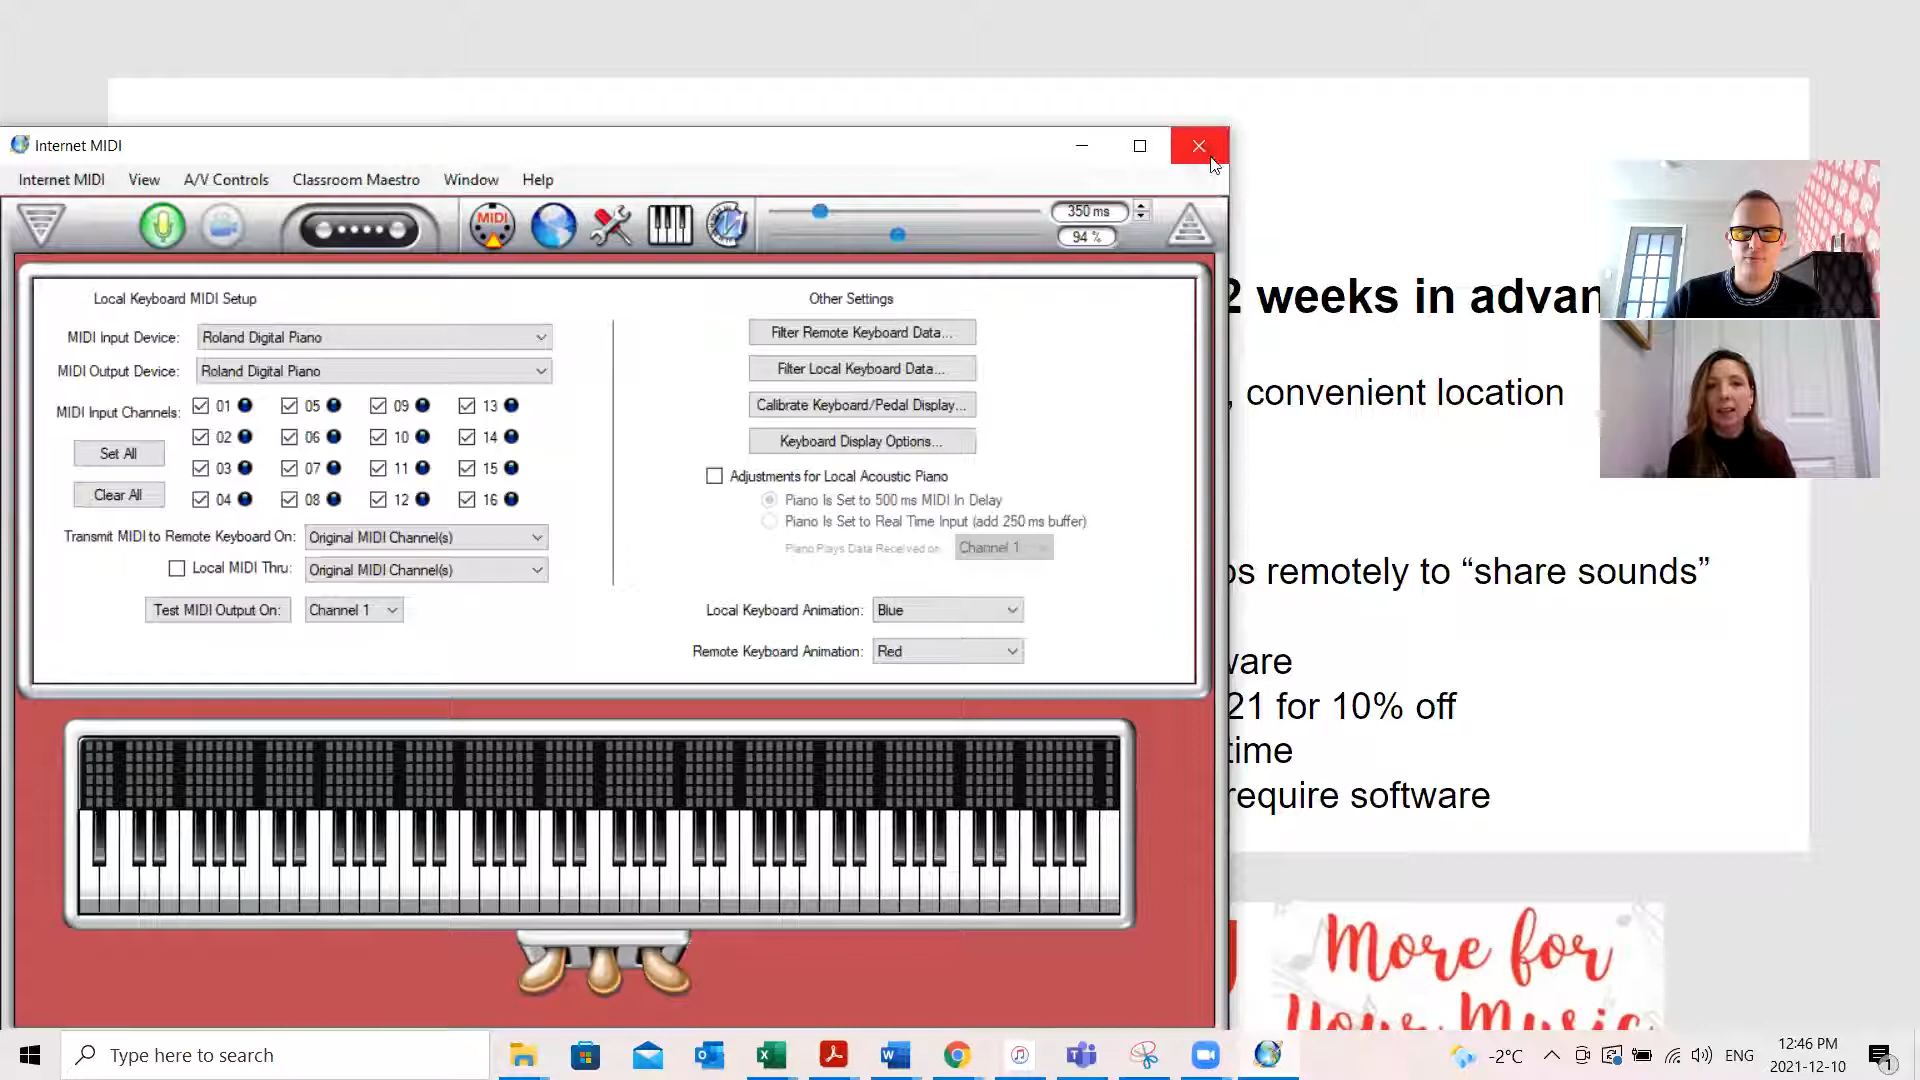 Internet MIDI
Internet MIDI View A/V Controls Classroom Maestro Window Help
MIDI
350 ms
94 %
Local Keyboard MIDI Setup
MIDI Input Device: Roland Digital Piano
MIDI Output Device: Roland Digital Piano
MIDI Input Channels: 01 05 09 13
02 06 10 14
Set All
03 07 11 15
Clear All
04 08 12 16
Transmit MIDI to Remote Keyboard On: Original MIDI Channel(s)
Local MIDI Thru: Original MIDI Channel(s)
Test MIDI Output On: Channel 1
Other Settings
Filter Remote Keyboard Data...
Filter Local Keyboard Data...
Calibrate Keyboard/Pedal Display...
Keyboard Display Options...
Adjustments for Local Acoustic Piano
Piano Is Set to 500 ms MIDI In Delay
Piano Is Set to Real Time Input (add 250 ms buffer)
Piano Plays Data Received on Channel 1
Local Keyboard Animation: Blue
Remote Keyboard Animation: Red
2 weeks in advan
, convenient location
os remotely to “share sounds”
ware
21 for 10% off
time
require software
More for
Your Music
Type here to search
-2°C
ENG
12:46 PM
2021-12-10
1